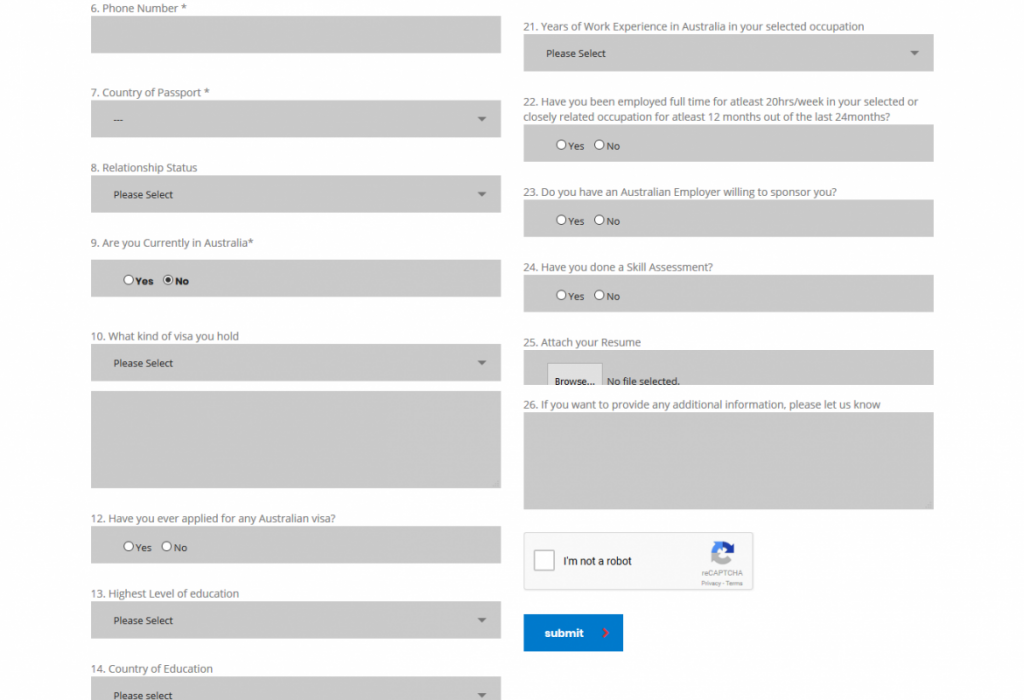 6. Phone Number *
7. Country of Passport *
---
8. Relationship Status
Please Select
9. Are you Currently in Australia*
Yes No
10. What kind of visa you hold
Please Select
12. Have you ever applied for any Australian visa?
Yes No
13. Highest Level of education
Please Select
14. Country of Education
Please select
21. Years of Work Experience in Australia in your selected occupation
Please Select
22. Have you been employed full time for atleast 20hrs/week in your selected or
closely related occupation for atleast 12 months out of the last 24months?
Yes No
23. Do you have an Australian Employer willing to sponsor you?
Yes No
24. Have you done a Skill Assessment?
Yes No
25. Attach your Resume
Browse... No file selected.
26. If you want to provide any additional information, please let us know
I'm not a robot
reCAPTCHA
Privacy - Terms
submit